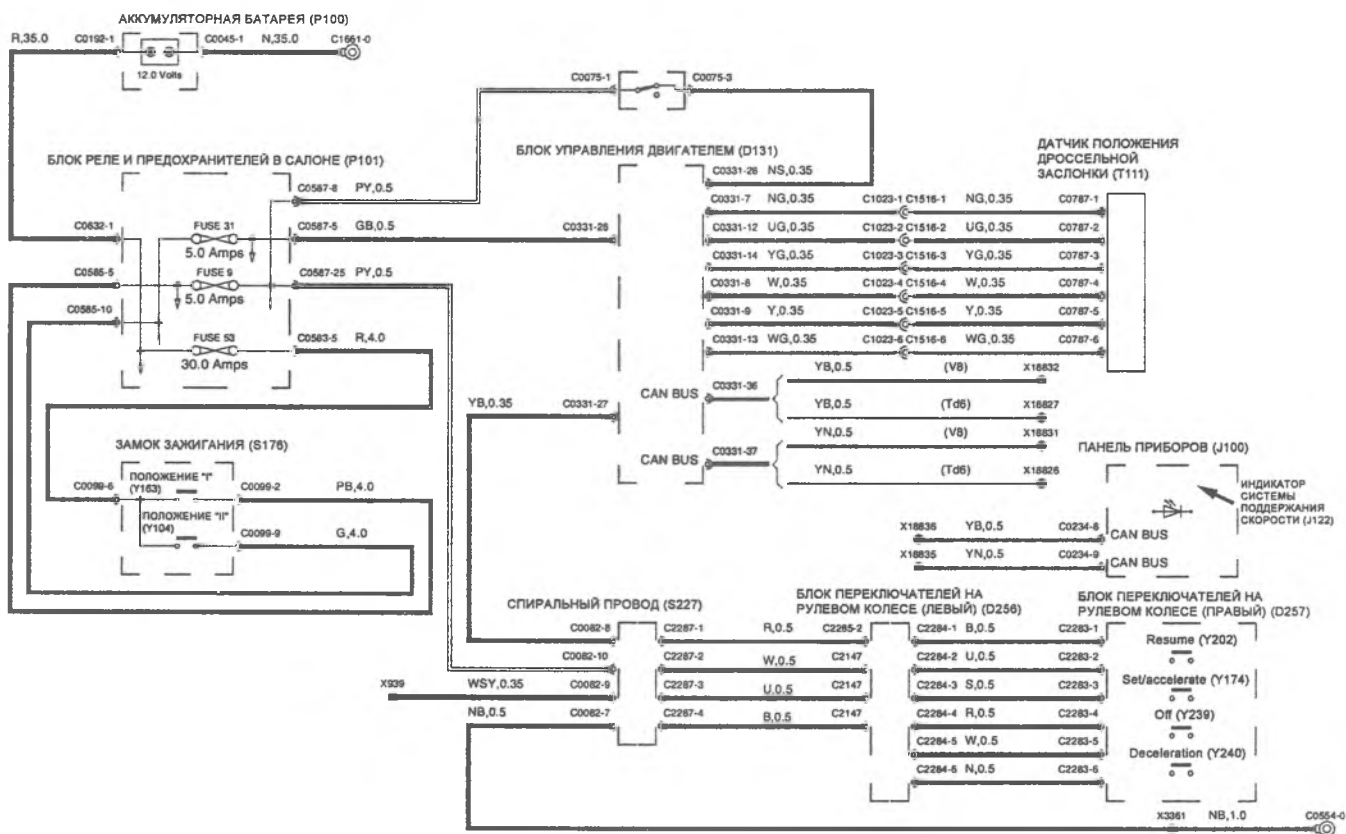 АККУМУЛЯТОРНАЯ БАТАРЕЯ (P100)
R,35.0 C0192-1 C0045-1 N,35.0 C1661-0
12.0 Volts
C0075-1 C0075-3
БЛОК РЕЛЕ И ПРЕДОХРАНИТЕЛЕЙ В САЛОНЕ (P101)
C0587-8 PY,0.5
C0632-1 FUSE 31 C0587-5 GB,0.5
5.0 Amps
C0585-5 FUSE 9 C0587-25 PY,0.5
5.0 Amps
C0585-10
FUSE 53 C0583-5 R,4.0
30.0 Amps
БЛОК УПРАВЛЕНИЯ ДВИГАТЕЛЕМ (D131)
ДАТЧИК ПОЛОЖЕНИЯ
ДРОССЕЛЬНОЙ
ЗАСЛОНКИ (T111)
C0331-26
C0331-28 NS,0.35
C0331-7 NG,0.35 C1023-1 C1516-1 NG,0.35 C0787-1
C0331-12 UG,0.35 C1023-2 C1516-2 UG,0.35 C0787-2
C0331-14 YG,0.35 C1023-3 C1516-3 YG,0.35 C0787-3
C0331-8 W,0.35 C1023-4 C1516-4 W,0.35 C0787-4
C0331-9 Y,0.35 C1023-5 C1516-5 Y,0.35 C0787-5
C0331-13 WG,0.35 C1023-6 C1516-6 WG,0.35 C0787-6
YB,0.35 C0331-27
CAN BUS C0331-36
YB,0.5 (V8) X18832
YB,0.5 (Td6) X18827
CAN BUS C0331-37
YN,0.5 (V8) X18831
YN,0.5 (Td6) X18826
ЗАМОК ЗАЖИГАНИЯ (S176)
C0099-6 ПОЛОЖЕНИЕ "I" C0099-2 PB,4.0
(Y163)
ПОЛОЖЕНИЕ "II"
(Y104) C0099-9 G,4.0
ПАНЕЛЬ ПРИБОРОВ (J100)
ИНДИКАТОР
СИСТЕМЫ
ПОДДЕРЖАНИЯ
СКОРОСТИ (J122)
X18836 YB,0.5 C0234-8 CAN BUS
X18835 YN,0.5 C0234-9 CAN BUS
СПИРАЛЬНЫЙ ПРОВОД (S227)
БЛОК ПЕРЕКЛЮЧАТЕЛЕЙ НА
РУЛЕВОМ КОЛЕСЕ (ЛЕВЫЙ) (D256)
БЛОК ПЕРЕКЛЮЧАТЕЛЕЙ НА
РУЛЕВОМ КОЛЕСЕ (ПРАВЫЙ) (D257)
C0082-8 C2287-1 R,0.5 C2285-2 C2284-1 B,0.5 C2283-1
Resume (Y202)
C0082-10 C2287-2 W,0.5 C2147 C2284-2 U,0.5 C2283-2
X939 WSY,0.35 C0082-9 C2287-3 U,0.5 C2147 C2284-3 S,0.5 C2283-3
Set/accelerate (Y174)
NB,0.5 C0082-7 C2287-4 B,0.5 C2147 C2284-4 R,0.5 C2283-4
Off (Y239)
C2284-5 W,0.5 C2283-5
Deceleration (Y240)
C2284-6 N,0.5 C2283-6
X3361 NB,1.0 C0554-0